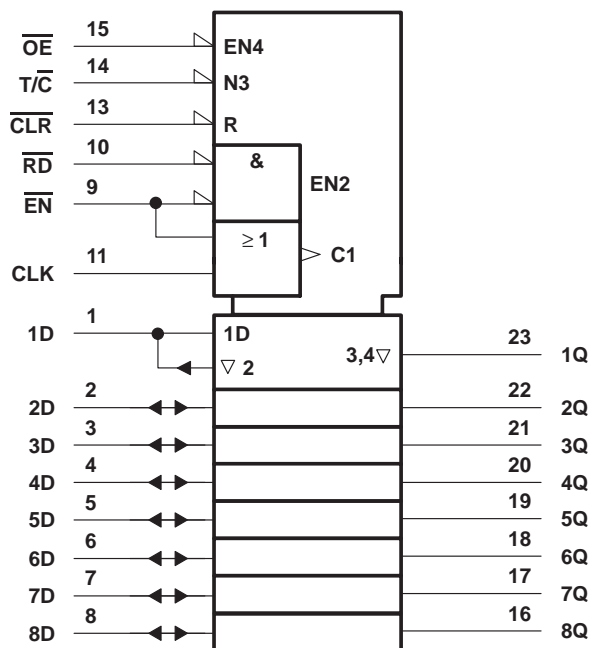 OE 15 EN4
T/C 14 N3
CLR 13 R
RD 10 &
EN 9 EN2
≥ 1
CLK 11 C1
1D 1 1D
▽ 2 3,4▽ 23 1Q
2D 2 22 2Q
3D 3 21 3Q
4D 4 20 4Q
5D 5 19 5Q
6D 6 18 6Q
7D 7 17 7Q
8D 8 16 8Q